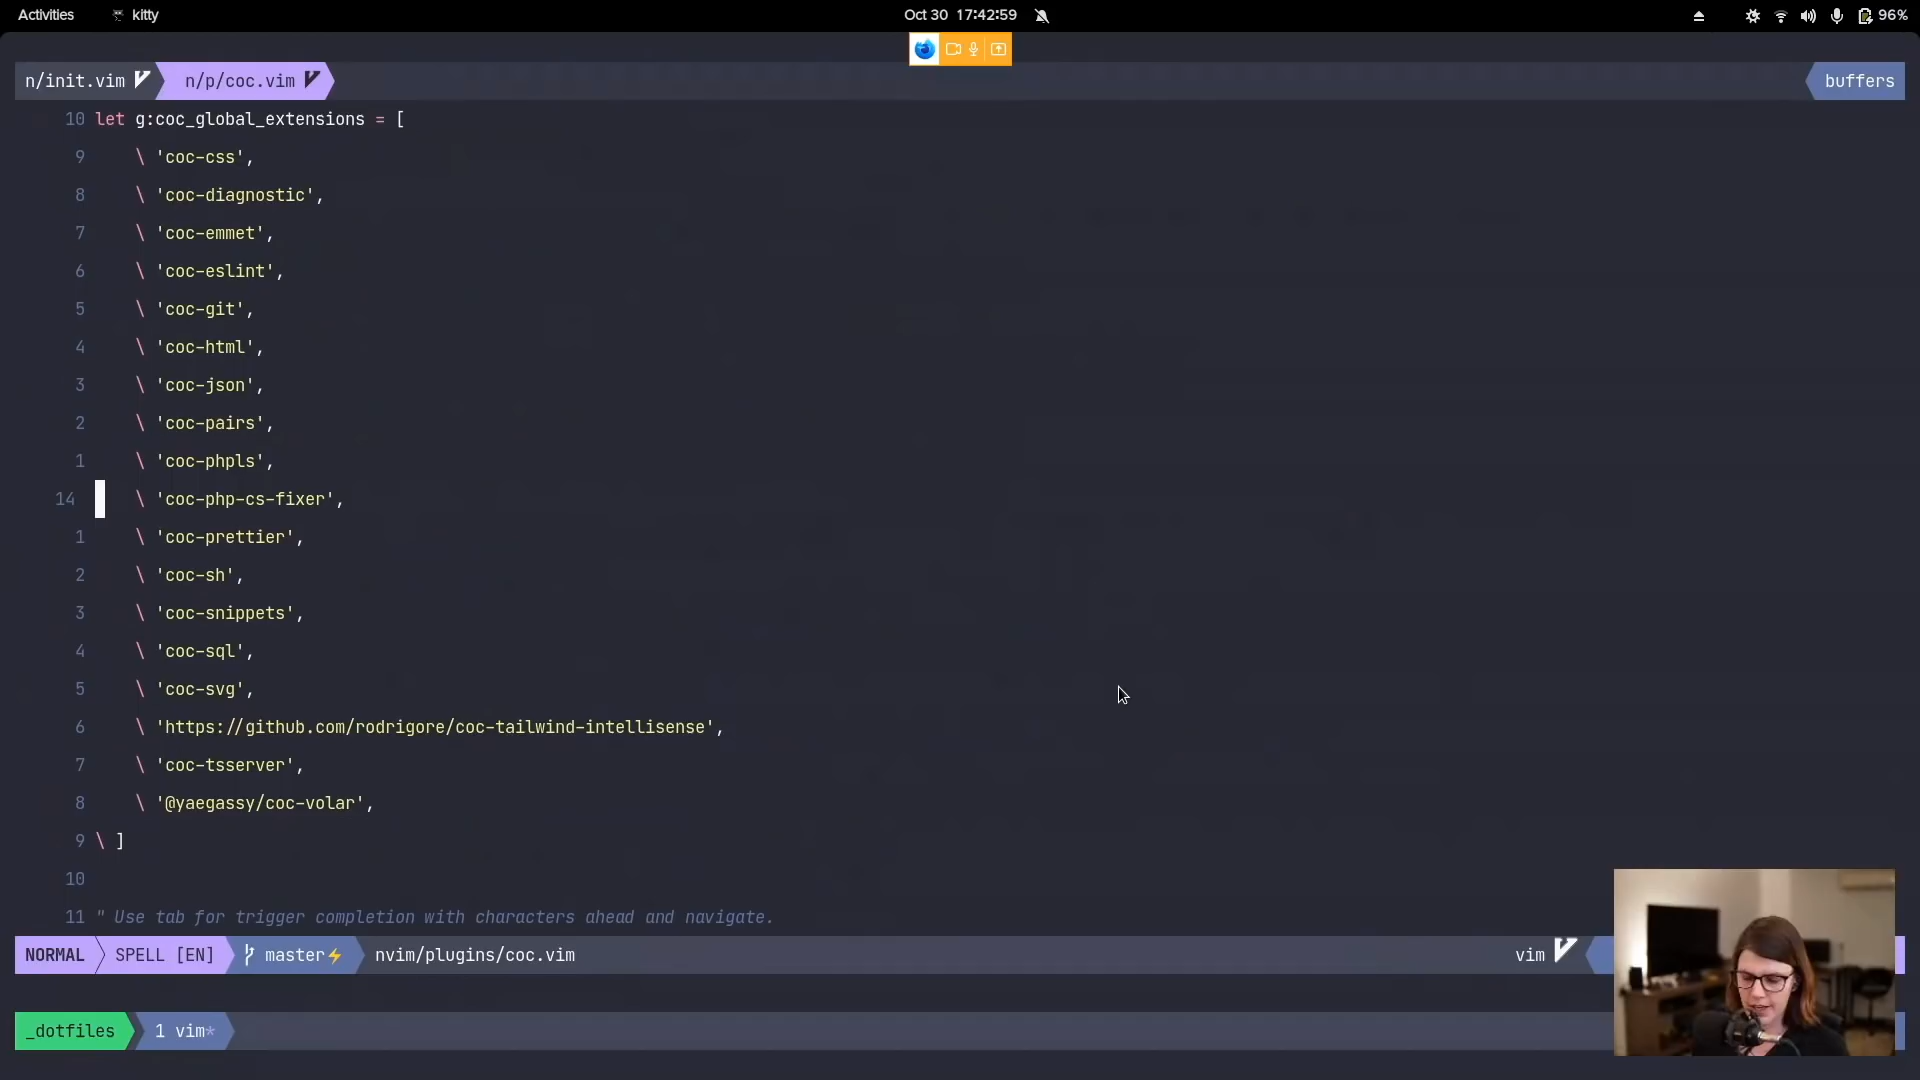 Activities kitty Oct 30 17:42:59 96%
n/init.vim n/p/coc.vim buffers
10 let g:coc_global_extensions = [
9 \ 'coc-css',
8 \ 'coc-diagnostic',
7 \ 'coc-emmet',
6 \ 'coc-eslint',
5 \ 'coc-git',
4 \ 'coc-html',
3 \ 'coc-json',
2 \ 'coc-pairs',
1 \ 'coc-phpls',
14 \ 'coc-php-cs-fixer',
1 \ 'coc-prettier',
2 \ 'coc-sh',
3 \ 'coc-snippets',
4 \ 'coc-sql',
5 \ 'coc-svg',
6 \ 'https://github.com/rodrigore/coc-tailwind-intellisense',
7 \ 'coc-tsserver',
8 \ '@yaegassy/coc-volar',
9 \ ]
10
11 " Use tab for trigger completion with characters ahead and navigate.
NORMAL SPELL [EN] master⚡ nvim/plugins/coc.vim vim
_dotfiles 1 vim*